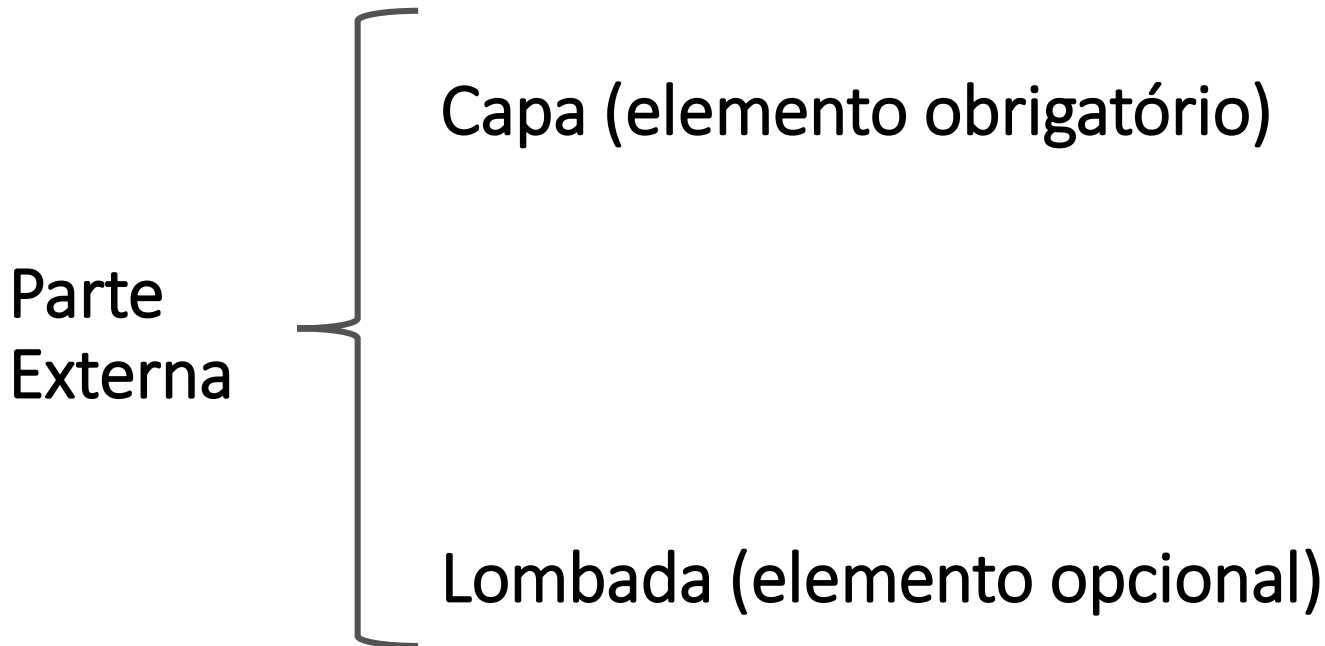 Capa (elemento obrigatório)
Parte
Externa
Lombada (elemento opcional)